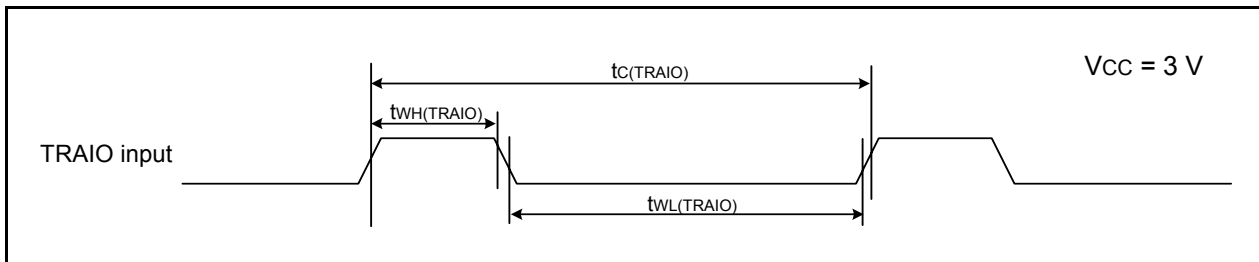 tC(TRAIO)
VCC = 3 V
tWH(TRAIO)
TRAIO input
tWL(TRAIO)